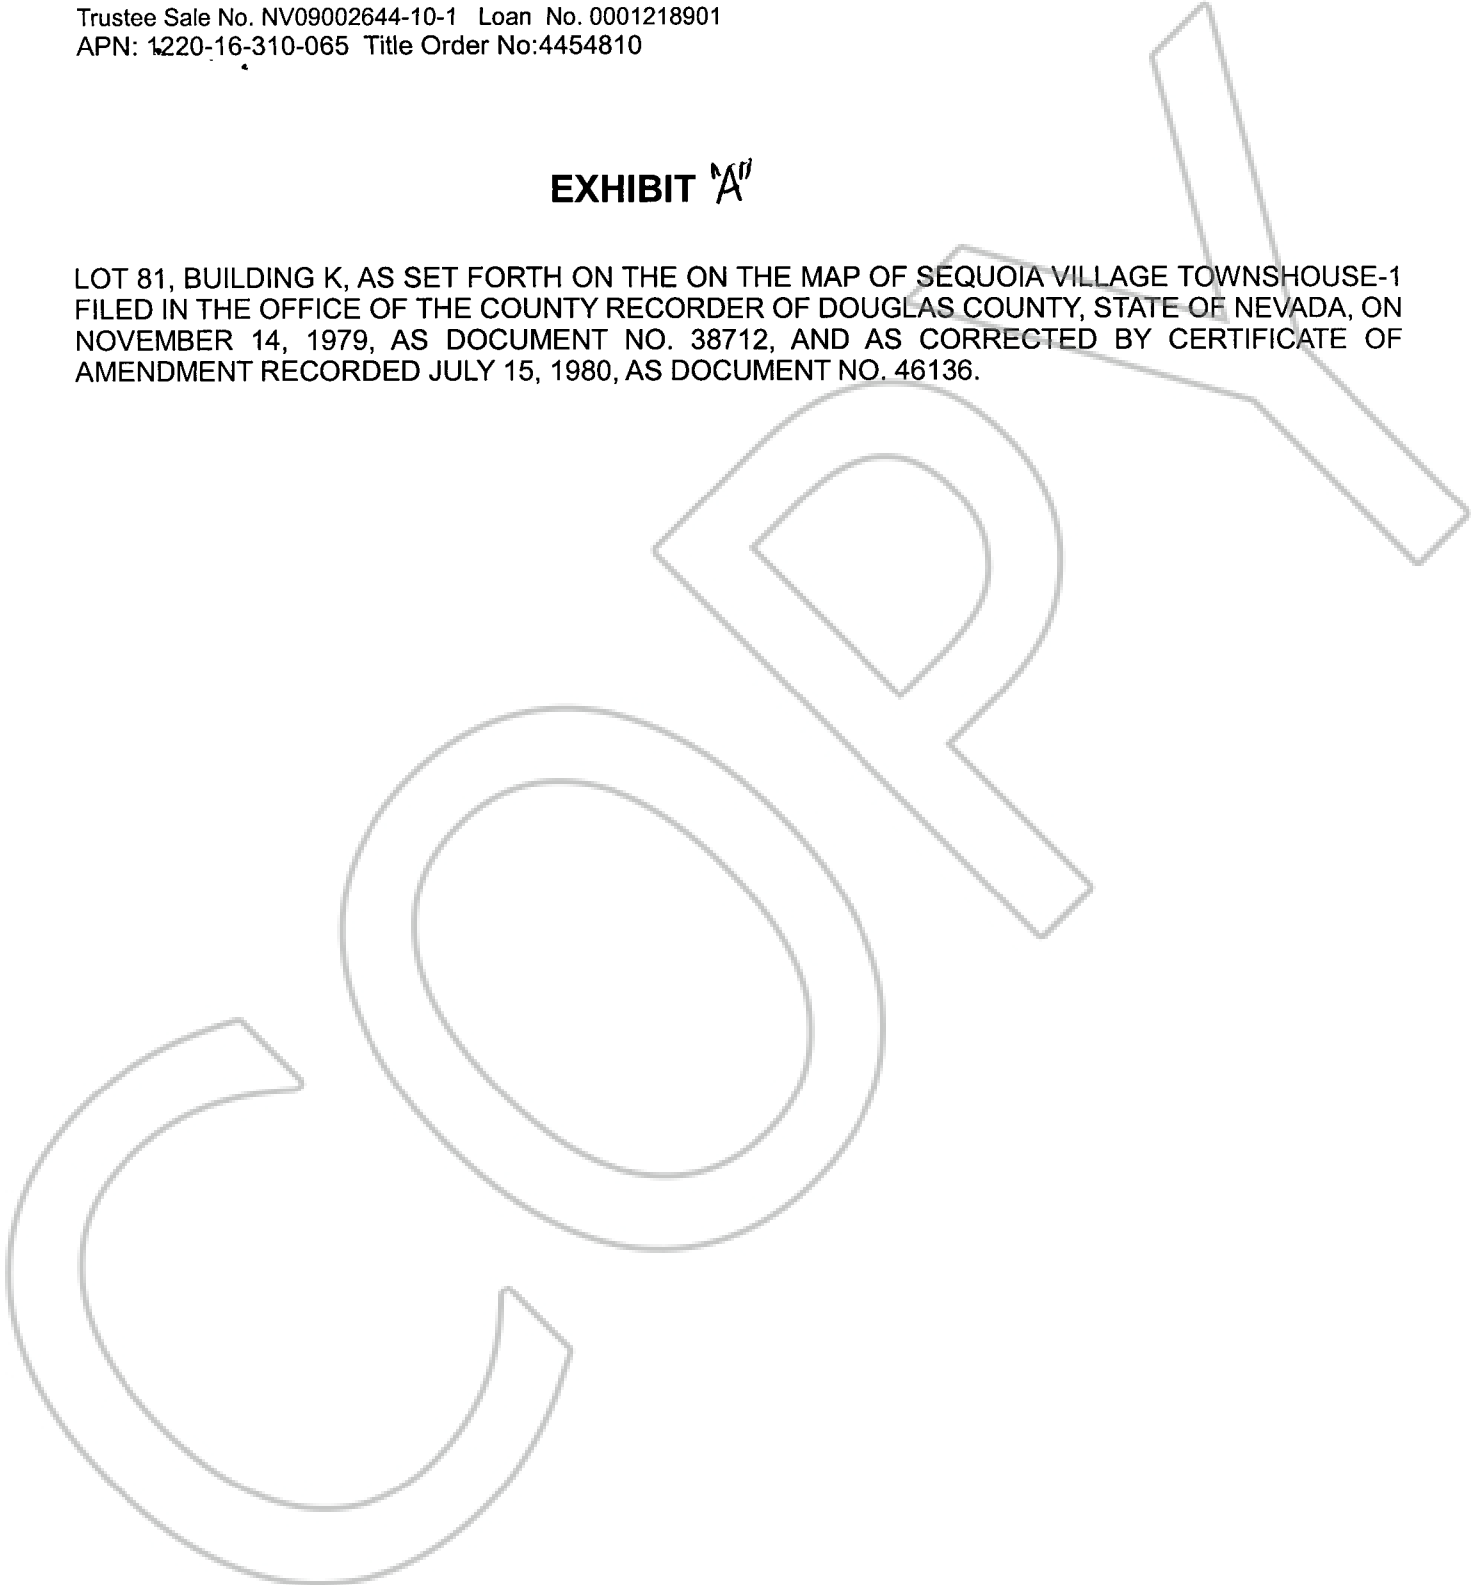 Trustee Sale No. NV09002644-10-1 Loan No. 0001218901
APN: 1220-16-310-065 Title Order No:4454810
EXHIBIT "A"
LOT 81, BUILDING K, AS SET FORTH ON THE ON THE MAP OF SEQUOIA VILLAGE TOWNSHOUSE-1
FILED IN THE OFFICE OF THE COUNTY RECORDER OF DOUGLAS COUNTY, STATE OF NEVADA, ON
NOVEMBER 14, 1979, AS DOCUMENT NO. 38712, AND AS CORRECTED BY CERTIFICATE OF
AMENDMENT RECORDED JULY 15, 1980, AS DOCUMENT NO. 46136.
COPY